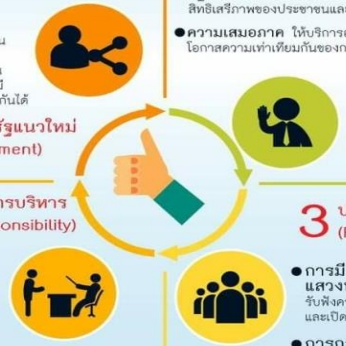 สิทธิเสรีภาพของประชาชนและ
● ความเสมอภาค ให้บริการ
โอกาสความเท่าเทียมกันของ
น
มี
กันได้
รัฐแนวใหม่
ment)
ารบริหาร
onsibility)
3
● การมี
แสวง
รับฟังค
และเปิด